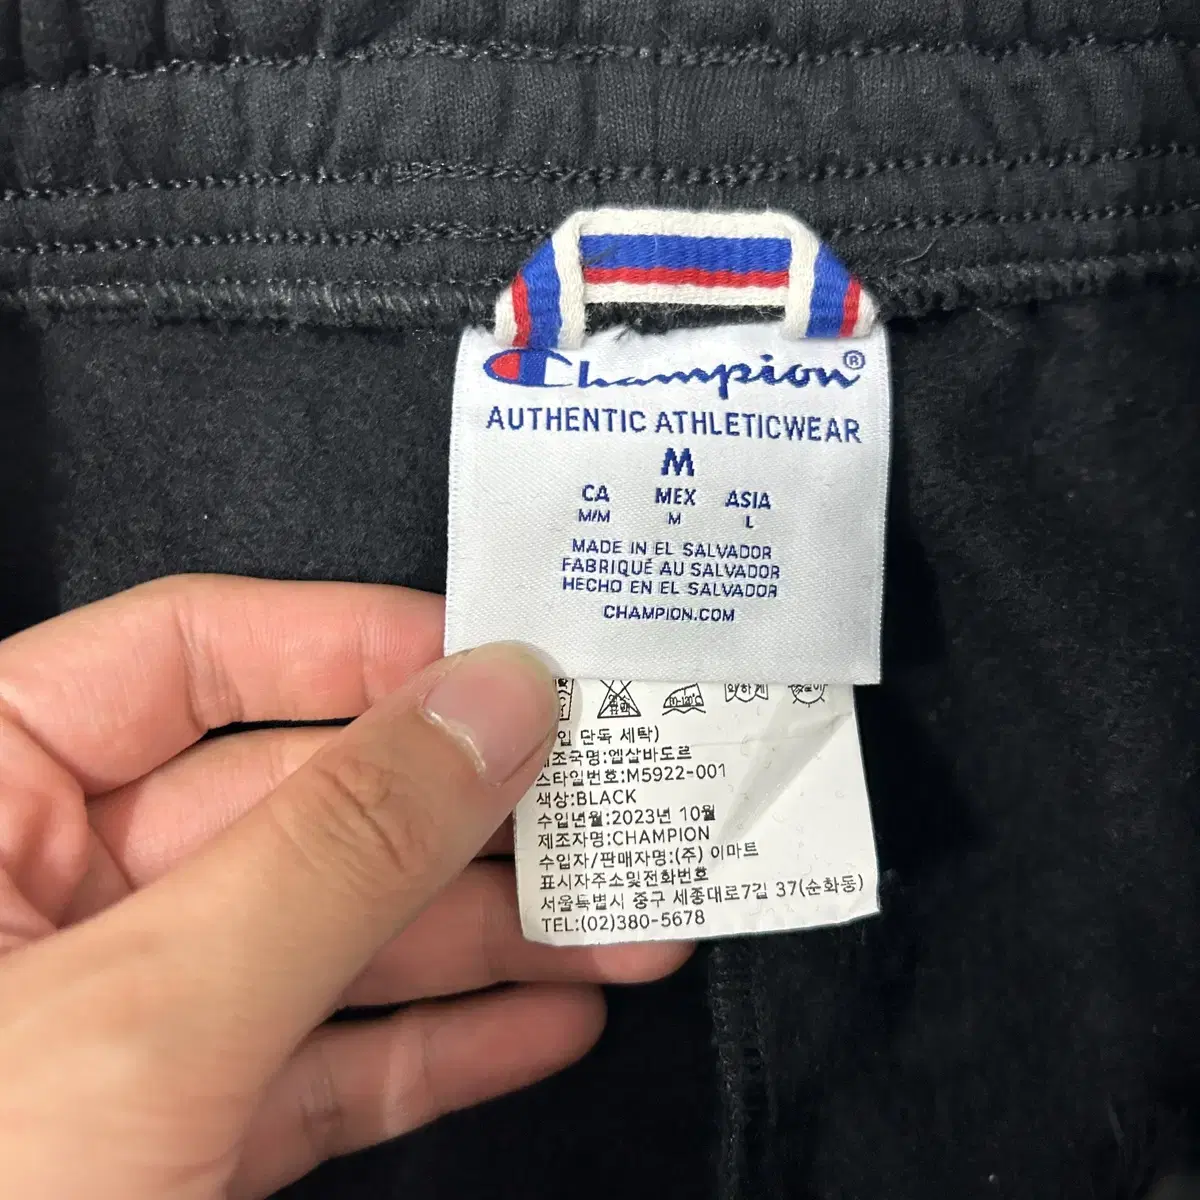 Champion®
AUTHENTIC ATHLETICWEAR
M
CA MEX ASIA
M/M M L
MADE IN EL SALVADOR
FABRIQUÉ AU SALVADOR
HECHO EN EL SALVADOR
CHAMPION.COM
약하게
단독 세탁)
제조국명:엘살바도르
스타일번호:M5922-001
색상:BLACK
수입년월:2023년 10월
제조자명:CHAMPION
수입자/판매자명:(주) 이마트
표시자주소및전화번호
서울특별시 중구 세종대로7길 37(순화동)
TEL:(02)380-5678